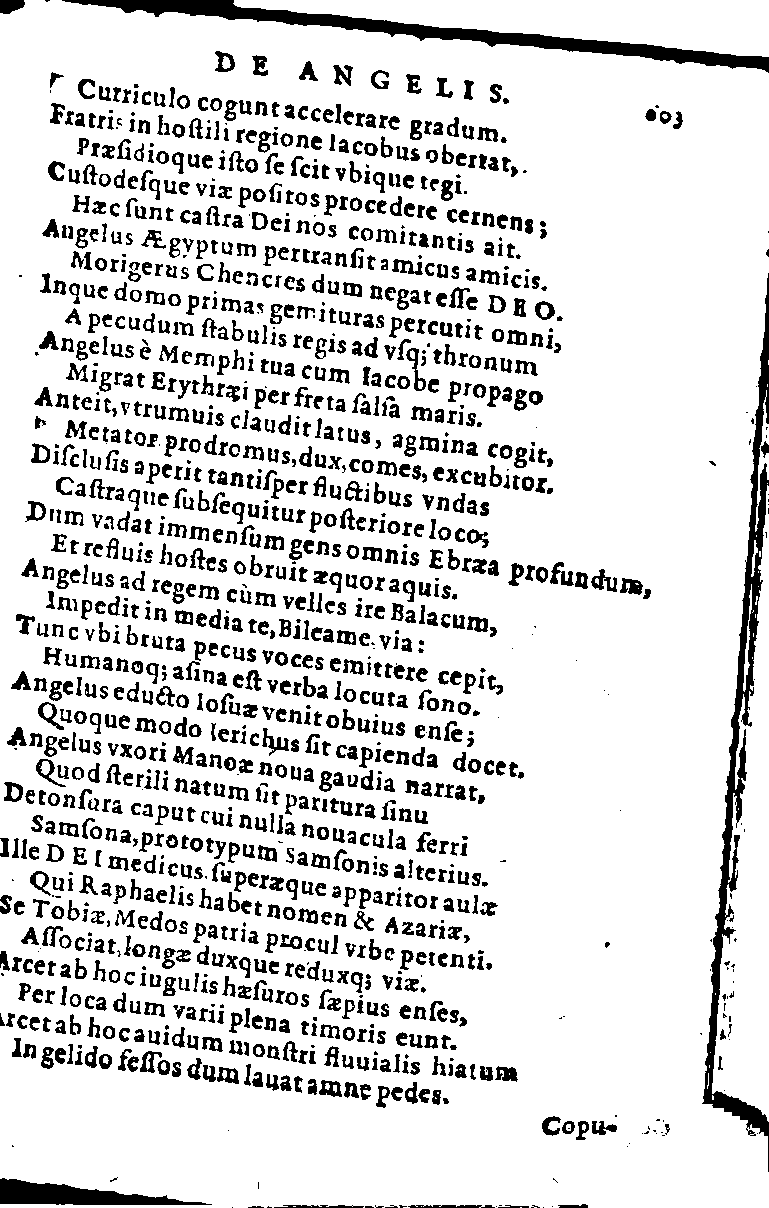 DE ANGELIS.
603
Curriculo cogunt accelerare gradum.
Fratris in hoſtili regione Iacobus oberrat,
Præſidioque iſto ſe ſcit vbique tegi.
Cuſtodeſque viæ poſitos procedere cernens;
Hæc ſunt caſtra Dei nos comitantis ait.
Angelus Ægyptum pertranſit amicus amicis.
Morigerus Chencres dum negat eſſe DEO.
Inque domo primas gemituras percutit omni,
A pecudum ſtabulis regis ad vſq; thronum
Angelus è Memphi tua cum Iacobe propago
Migrat Erythræi per freta ſalſa maris.
Anteit, vtrumuis claudit latus, agmina cogit,
Metator prodromus, dux, comes, excubitor.
Diſcluſis aperit tantiſper fluctibus vndas
Caſtraque ſubſequitur poſteriore loco;
Dum vadat immenſum gens omnis Ebræa profundum,
Et refluis hoſtes obruit æquor aquis.
Angelus ad regem cùm velles ire Balacum,
Impedit in media te, Bileame, via:
Tunc vbi bruta pecus voces emittere cepit,
Humanoq; aſina eſt verba locuta ſono.
Angelus educto Ioſuæ venit obuius enſe;
Quoque modo Ierichus ſit capienda docet.
Angelus vxori Manoæ noua gaudia narrat,
Quod ſterili natum ſit paritura ſinu
Detonſura caput cui nulla nouacula ferri
Samſona, prototypum Samſonis alterius.
Ille DEI medicus ſuperæque apparitor aulæ
Qui Raphaelis habet nomen & Azariæ,
Se Tobiæ, Medos patria procul vrbe petenti.
Aſſociat, longæ duxque reduxq; viæ.
Arcet ab hoc iugulis hæſuros ſæpius enſes,
Per loca dum varii plena timoris eunt.
Arcet ab hoc auidum monſtri fluuialis hiatum
In gelido feſſos dum lauat amne pedes.
Copu-